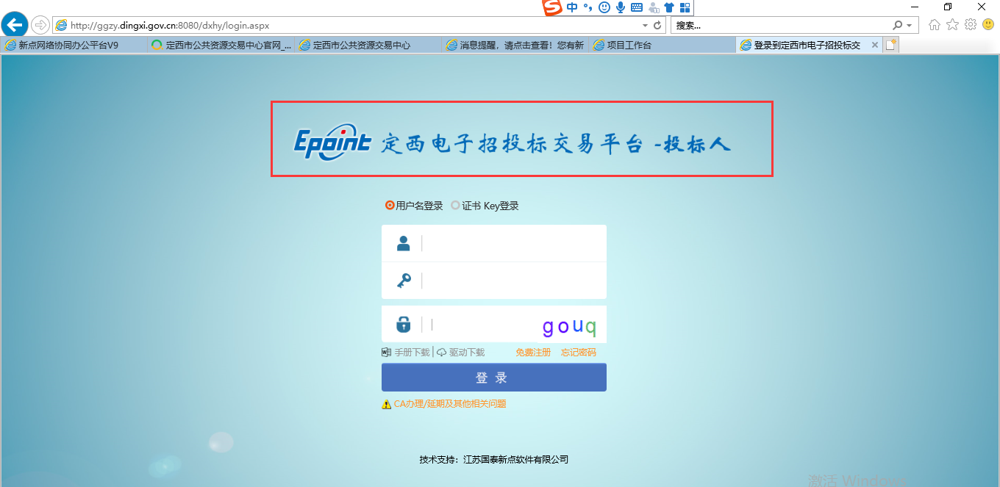 中
http://ggzy.dingxi.gov.cn:8080/dxhy/login.aspx
搜索...
新点网络协同办公平台V9
定西市公共资源交易中心官网_...
定西市公共资源交易中心
消息提醒，请点击查看！您有新
项目工作台
登录到定西市电子招投标交
Epoint 定西电子招投标交易平台 -投标人
用户名登录 证书 Key登录
gouq
手册下载 | 驱动下载 免费注册 忘记密码
登 录
CA办理/延期及其他相关问题
技术支持：江苏国泰新点软件有限公司
激活 Windows